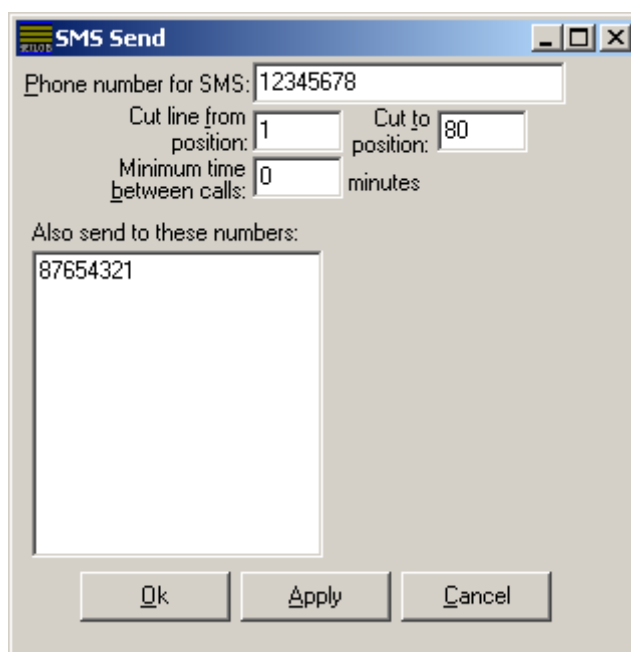 SMS Send
Phone number for SMS: 12345678
Cut line from position: 1 Cut to position: 80
Minimum time between calls: 0 minutes
Also send to these numbers:
87654321
Ok Apply Cancel